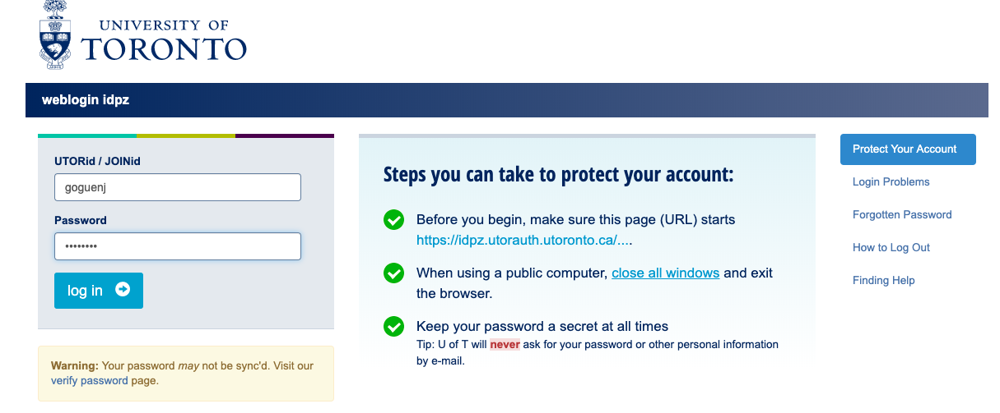 UNIVERSITY OF
TORONTO
weblogin idpz
UTORid / JOINid
goguenj
Password
••••••••
log in
Warning: Your password may not be sync'd. Visit our
verify password page.
Steps you can take to protect your account:
Before you begin, make sure this page (URL) starts
https://idpz.utorauth.utoronto.ca/....
When using a public computer, close all windows and exit
the browser.
Keep your password a secret at all times
Tip: U of T will never ask for your password or other personal information
by e-mail.
Protect Your Account
Login Problems
Forgotten Password
How to Log Out
Finding Help